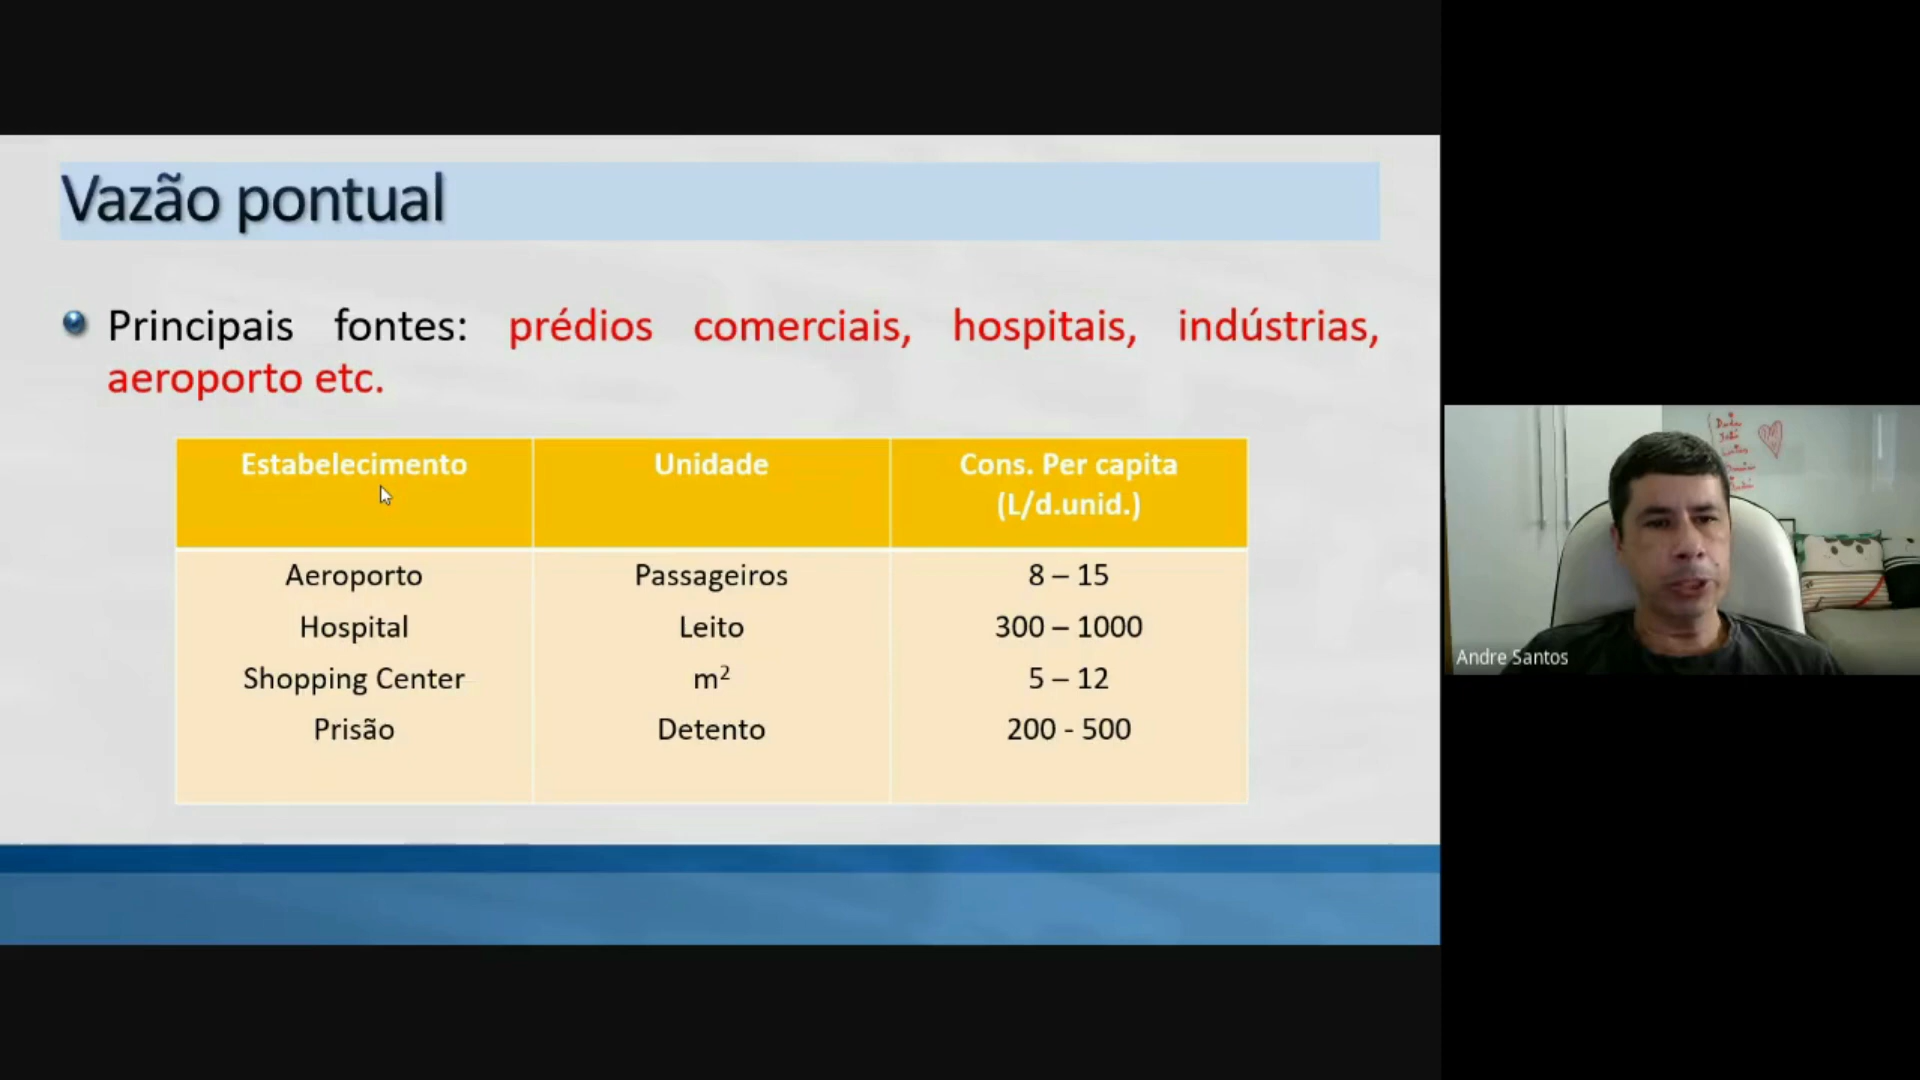 Vazão pontual
Principais fontes: prédios comerciais, hospitais, indústrias,
aeroporto etc.
Estabelecimento Unidade Cons. Per capita
(L/d.unid.)
Aeroporto Passageiros 8 – 15
Hospital Leito 300 – 1000
Shopping Center m² 5 – 12
Prisão Detento 200 - 500
Andre Santos